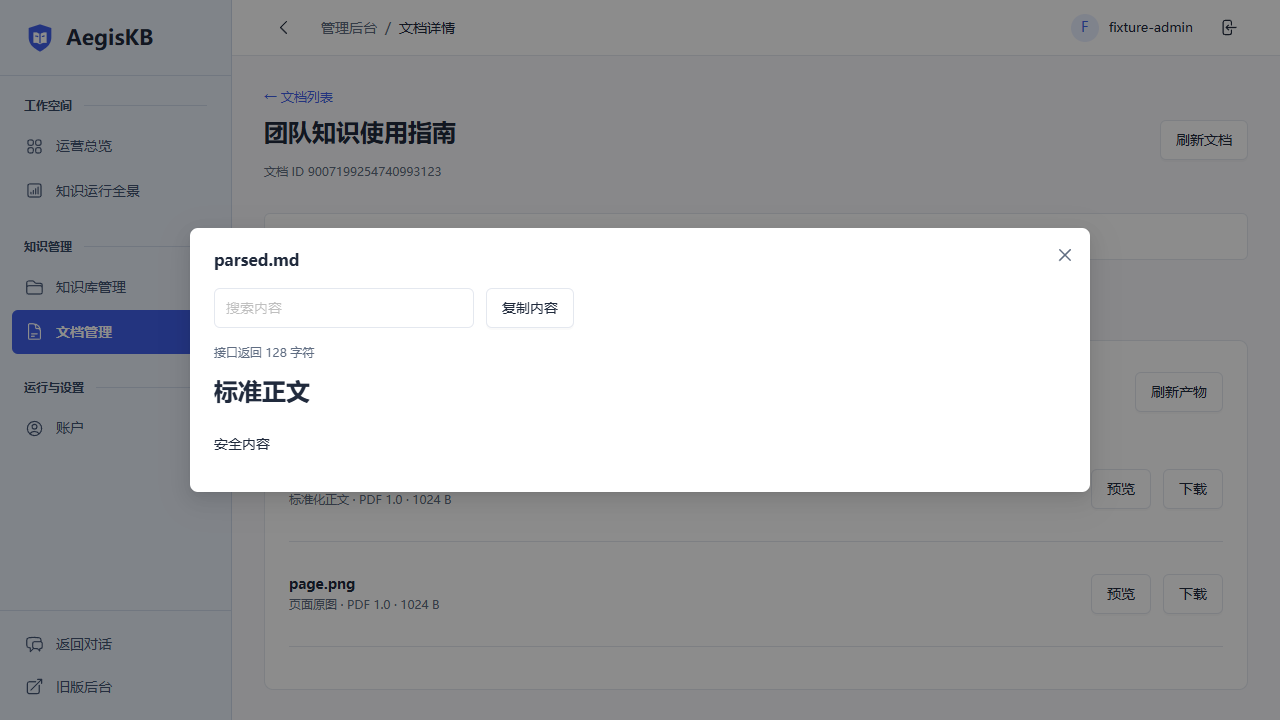 AegisKB
工作空间
运营总览
知识运行全景
知识管理
知识库管理
文档管理
运行与设置
账户
返回对话
旧版后台
管理后台 / 文档详情
F fixture-admin
← 文档列表
团队知识使用指南
文档 ID 9007199254740993123
刷新文档
parsed.md
搜索内容
复制内容
接口返回 128 字符
标准正文
安全内容
刷新产物
标准化正文 · PDF 1.0 · 1024 B
预览 下载
page.png
页面原图 · PDF 1.0 · 1024 B
预览 下载